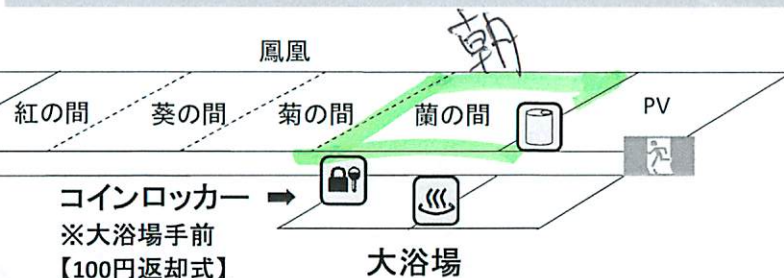 朝
鳳凰
紅の間 葵の間 菊の間 蘭の間 PV
コインロッカー ➡
※大浴場手前
【100円返却式】
大浴場